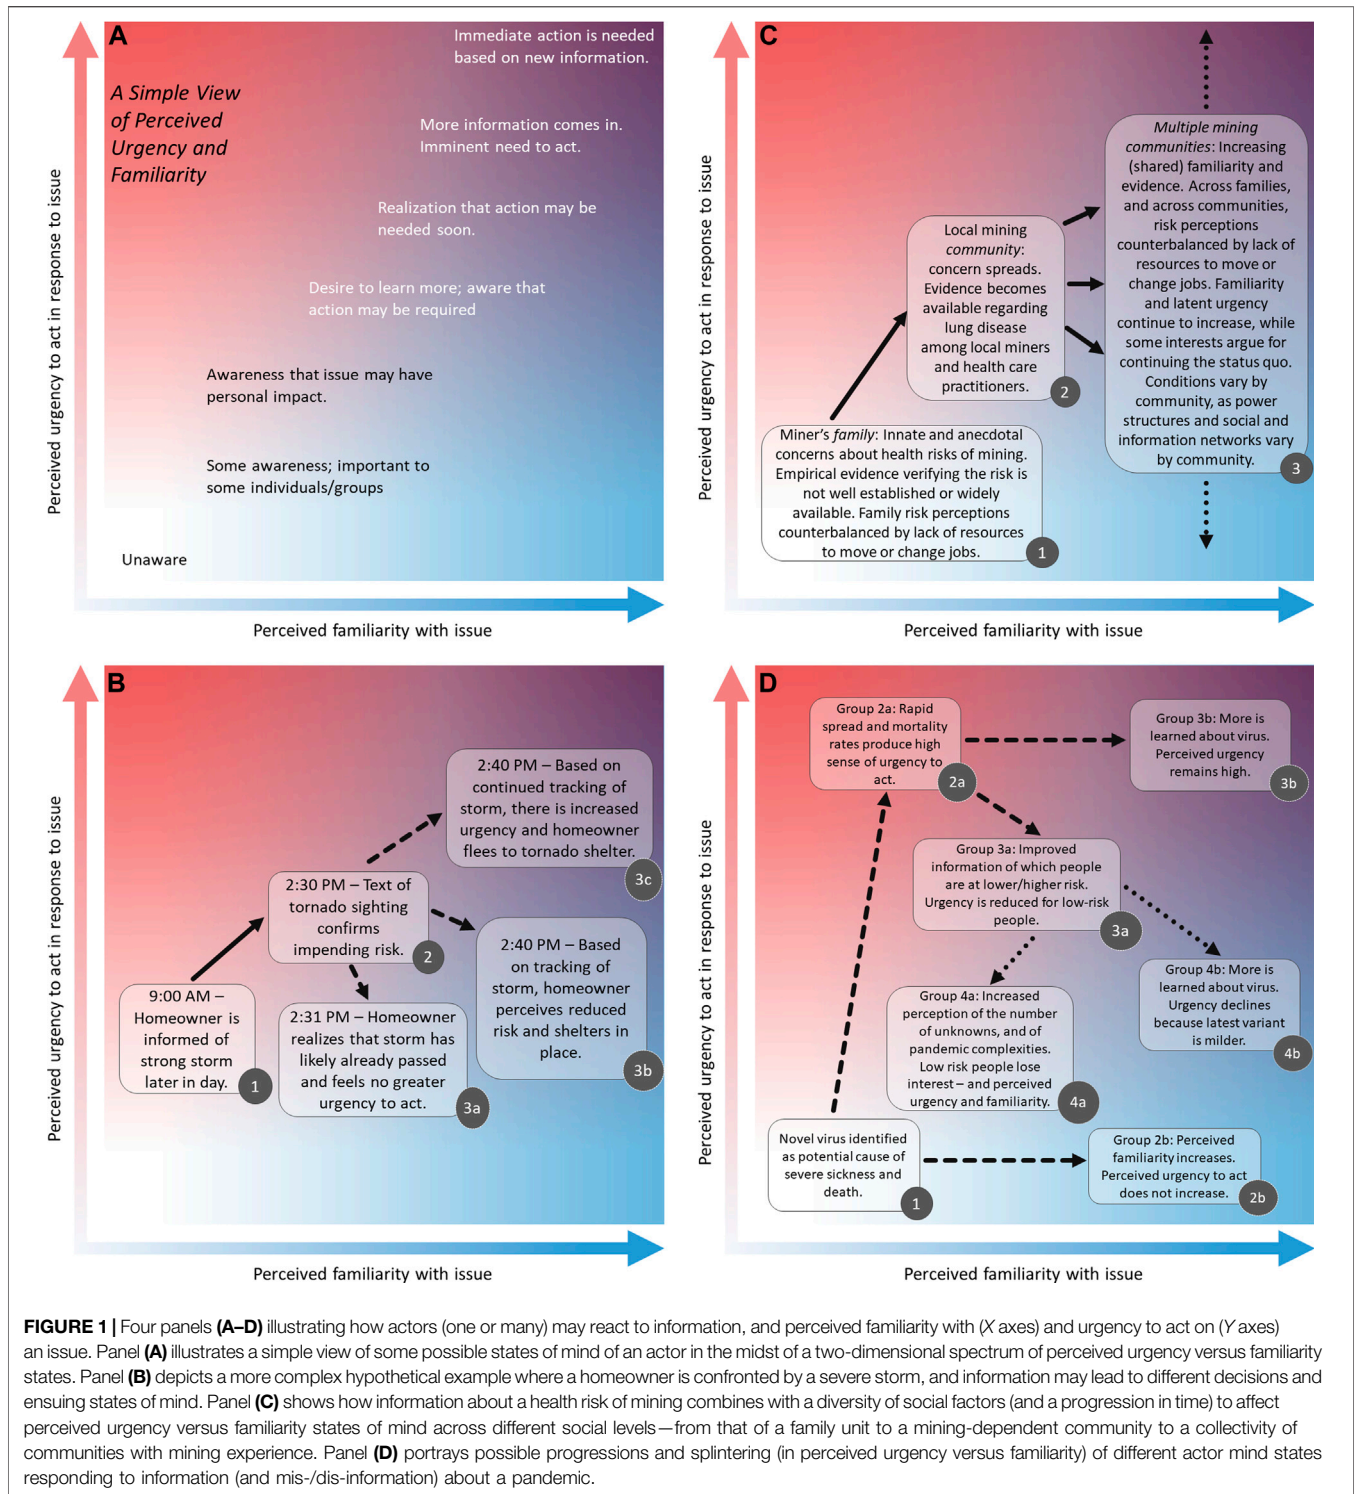 A
A Simple View
of Perceived
Urgency and
Familiarity
Immediate action is needed
based on new information.
More information comes in.
Imminent need to act.
Realization that action may be
needed soon.
Desire to learn more; aware that
action may be required
Awareness that issue may have
personal impact.
Some awareness; important to
some individuals/groups
Unaware
Perceived urgency to act in response to issue
Perceived familiarity with issue
C
Multiple mining
communities: Increasing
(shared) familiarity and
evidence. Across families,
and across communities,
risk perceptions
counterbalanced by lack of
resources to move or
change jobs. Familiarity
and latent urgency
continue to increase, while
some interests argue for
continuing the status quo.
Conditions vary by
community, as power
structures and social and
information networks vary
by community.
3
Local mining
community:
concern spreads.
Evidence becomes
available regarding
lung disease
among local miners
and health care
practitioners.
2
Miner's family: Innate and anecdotal
concerns about health risks of mining.
Empirical evidence verifying the risk is
not well established or widely
available. Family risk perceptions
counterbalanced by lack of resources
to move or change jobs.
1
Perceived urgency to act in response to issue
Perceived familiarity with issue
B
2:40 PM – Based on
continued tracking of
storm, there is increased
urgency and homeowner
flees to tornado shelter.
3c
2:30 PM – Text of
tornado sighting
confirms
impending risk.
2
2:40 PM – Based
on tracking of
storm, homeowner
perceives reduced
risk and shelters in
place.
3b
9:00 AM –
Homeowner is
informed of
strong storm
later in day.
1
2:31 PM – Homeowner
realizes that storm has
likely already passed
and feels no greater
urgency to act.
3a
Perceived urgency to act in response to issue
Perceived familiarity with issue
D
Group 2a: Rapid
spread and mortality
rates produce high
sense of urgency to
act.
2a
Group 3b: More is
learned about virus.
Perceived urgency
remains high.
3b
Group 3a: Improved
information of which people
are at lower/higher risk.
Urgency is reduced for low-risk
people.
3a
Group 4b: More is
learned about virus.
Urgency declines
because latest variant
is milder.
4b
Group 4a: Increased
perception of the number
of unknowns, and of
pandemic complexities.
Low risk people lose
interest – and perceived
urgency and familiarity.
4a
Novel virus identified
as potential cause of
severe sickness and
death.
1
Group 2b: Perceived
familiarity increases.
Perceived urgency to act
does not increase.
2b
Perceived urgency to act in response to issue
Perceived familiarity with issue
FIGURE 1 | Four panels (A–D) illustrating how actors (one or many) may react to information, and perceived familiarity with (X axes) and urgency to act on (Y axes)
an issue. Panel (A) illustrates a simple view of some possible states of mind of an actor in the midst of a two-dimensional spectrum of perceived urgency versus familiarity
states. Panel (B) depicts a more complex hypothetical example where a homeowner is confronted by a severe storm, and information may lead to different decisions and
ensuing states of mind. Panel (C) shows how information about a health risk of mining combines with a diversity of social factors (and a progression in time) to affect
perceived urgency versus familiarity states of mind across different social levels—from that of a family unit to a mining-dependent community to a collectivity of
communities with mining experience. Panel (D) portrays possible progressions and splintering (in perceived urgency versus familiarity) of different actor mind states
responding to information (and mis-/dis-information) about a pandemic.